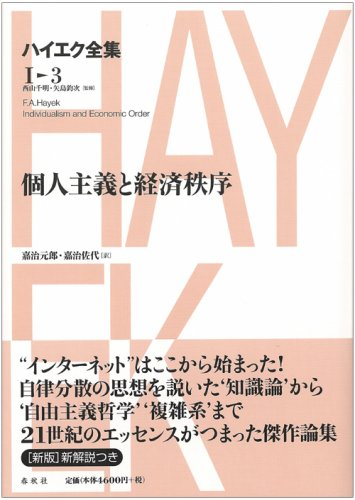 HAY
EK
ハイエク全集
I-3
西山千明・矢島鈞次[監修]
F.A.Hayek
Individualism and Economic Order
個人主義と経済秩序
嘉治元郎・嘉治佐代[訳]
“インターネット”はここから始まった!
自律分散の思想を説いた‘知識論’から
‘自由主義哲学’‘複雑系’まで
21世紀のエッセンスがつまった傑作論集
[新版]新解説つき
春秋社 定価(本体4600円+税)